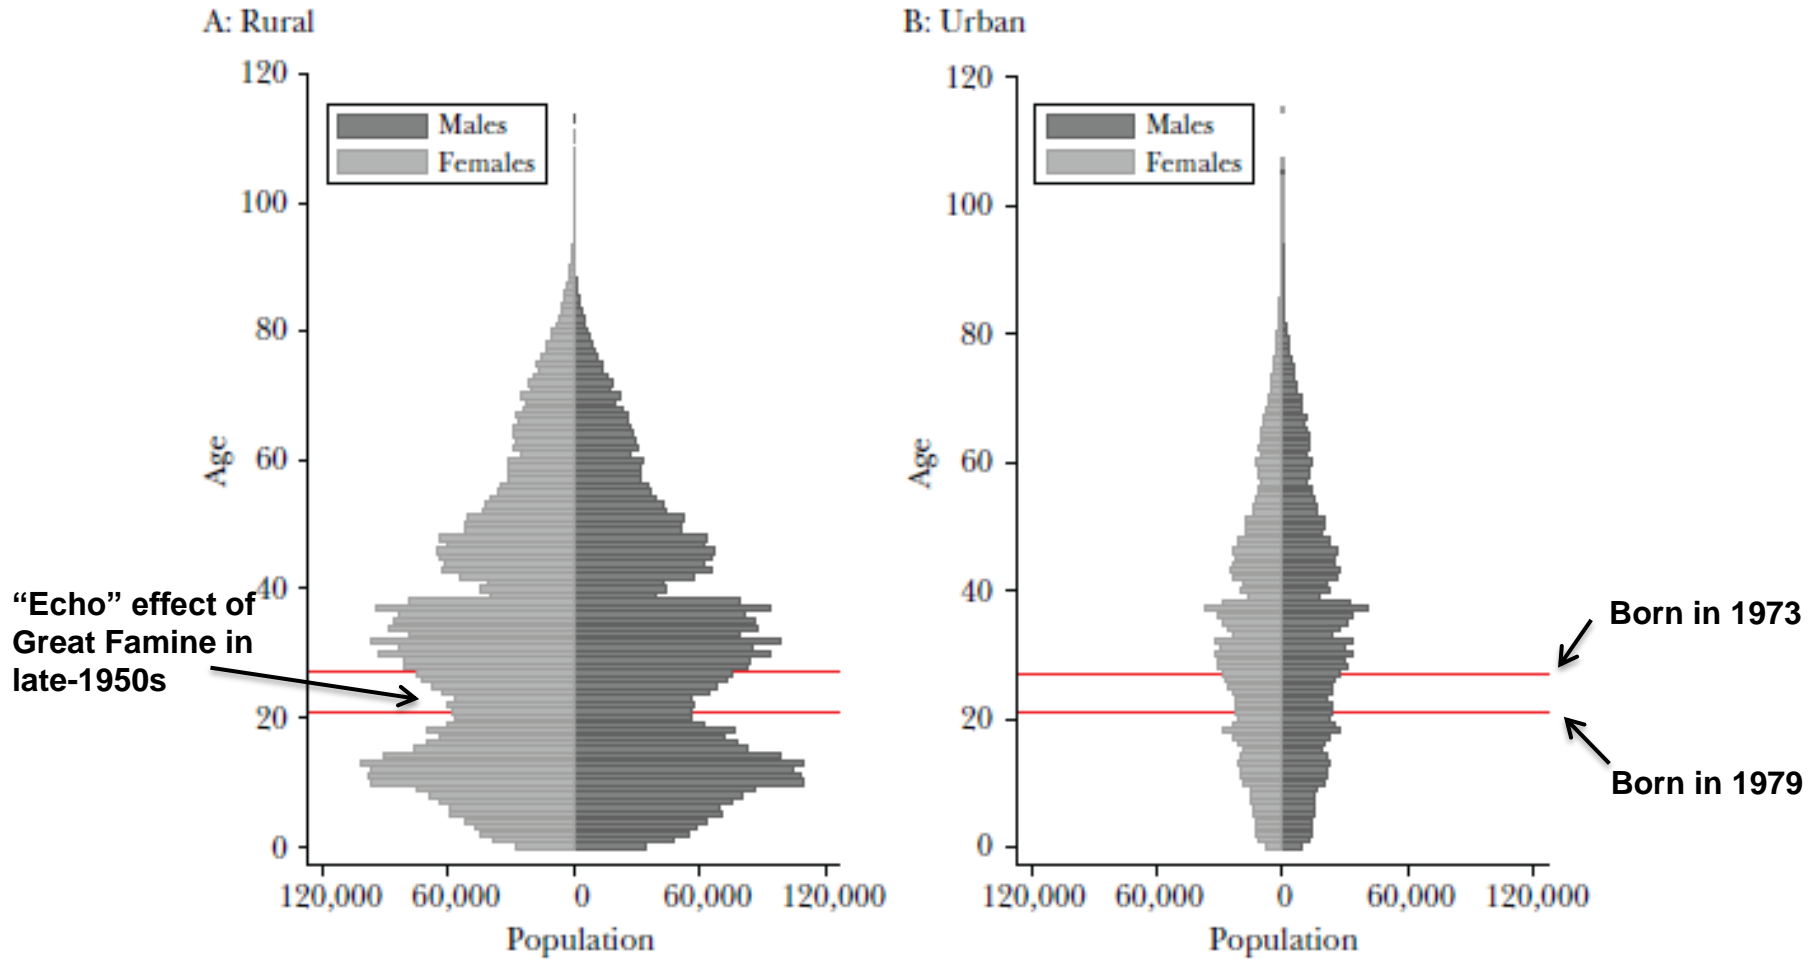 A: Rural
120
Males
Females
100
80
60
40
20
0
Age
120,000 60,000 0 60,000 120,000
Population
“Echo” effect of
Great Famine in
late-1950s
B: Urban
120
Males
Females
100
80
60
40
20
0
Age
120,000 60,000 0 60,000 120,000
Population
Born in 1973
Born in 1979